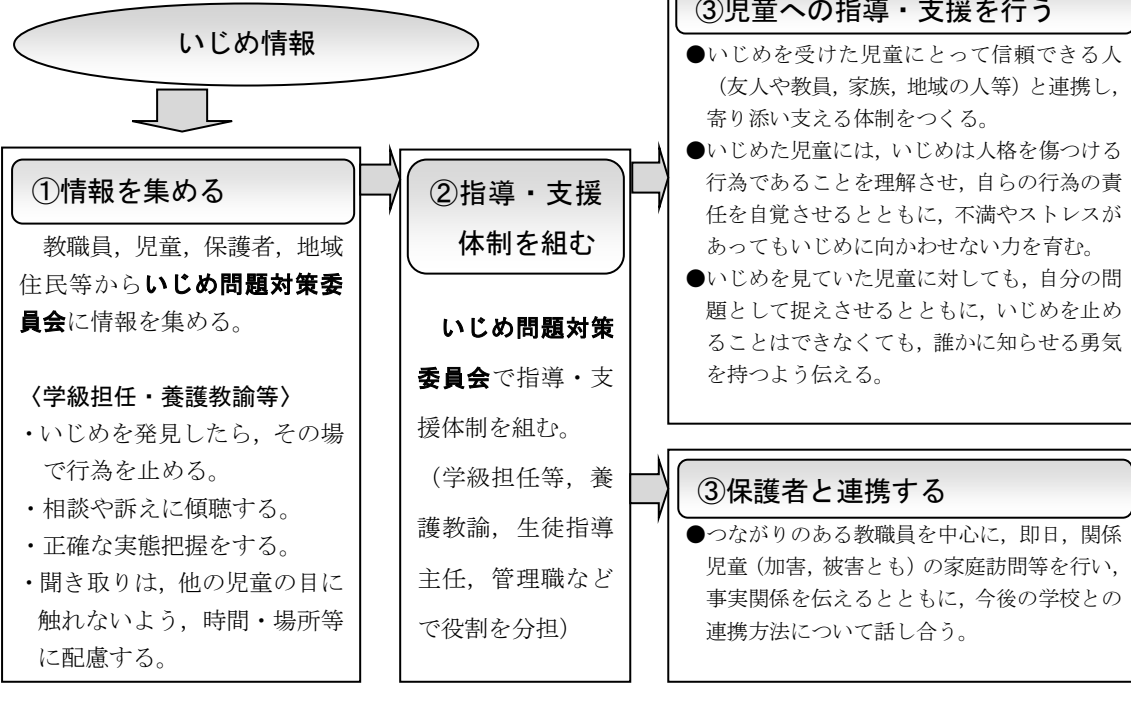 いじめ情報
①情報を集める
教職員，児童，保護者，地域
住民等からいじめ問題対策委
員会に情報を集める。
〈学級担任・養護教諭等〉
・いじめを発見したら，その場
で行為を止める。
・相談や訴えに傾聴する。
・正確な実態把握をする。
・聞き取りは，他の児童の目に
触れないよう，時間・場所等
に配慮する。
②指導・支援
体制を組む
いじめ問題対策
委員会で指導・支
援体制を組む。
（学級担任等，養
護教諭，生徒指導
主任，管理職など
で役割を分担）
③児童への指導・支援を行う
●いじめを受けた児童にとって信頼できる人
（友人や教員，家族，地域の人等）と連携し，
寄り添い支える体制をつくる。
●いじめた児童には，いじめは人格を傷つける
行為であることを理解させ，自らの行為の責
任を自覚させるとともに，不満やストレスが
あってもいじめに向かわせない力を育む。
●いじめを見ていた児童に対しても，自分の問
題として捉えさせるとともに，いじめを止め
ることはできなくても，誰かに知らせる勇気
を持つよう伝える。
③保護者と連携する
●つながりのある教職員を中心に，即日，関係
児童（加害，被害とも）の家庭訪問等を行い，
事実関係を伝えるとともに，今後の学校との
連携方法について話し合う。